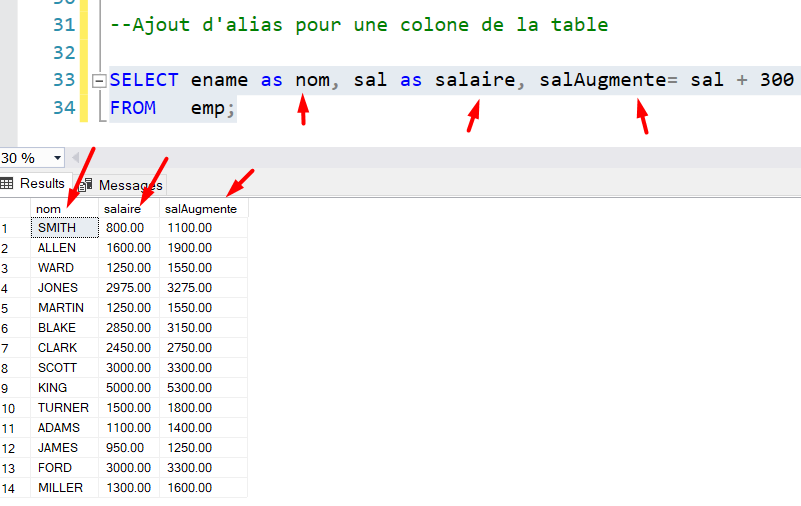 31 --Ajout d'alias pour une colone de la table
32
33 SELECT ename as nom, sal as salaire, salAugmente= sal + 300
34 FROM emp;
30 %
Results Messages
nom salaire salAugmente
1 SMITH 800.00 1100.00
2 ALLEN 1600.00 1900.00
3 WARD 1250.00 1550.00
4 JONES 2975.00 3275.00
5 MARTIN 1250.00 1550.00
6 BLAKE 2850.00 3150.00
7 CLARK 2450.00 2750.00
8 SCOTT 3000.00 3300.00
9 KING 5000.00 5300.00
10 TURNER 1500.00 1800.00
11 ADAMS 1100.00 1400.00
12 JAMES 950.00 1250.00
13 FORD 3000.00 3300.00
14 MILLER 1300.00 1600.00